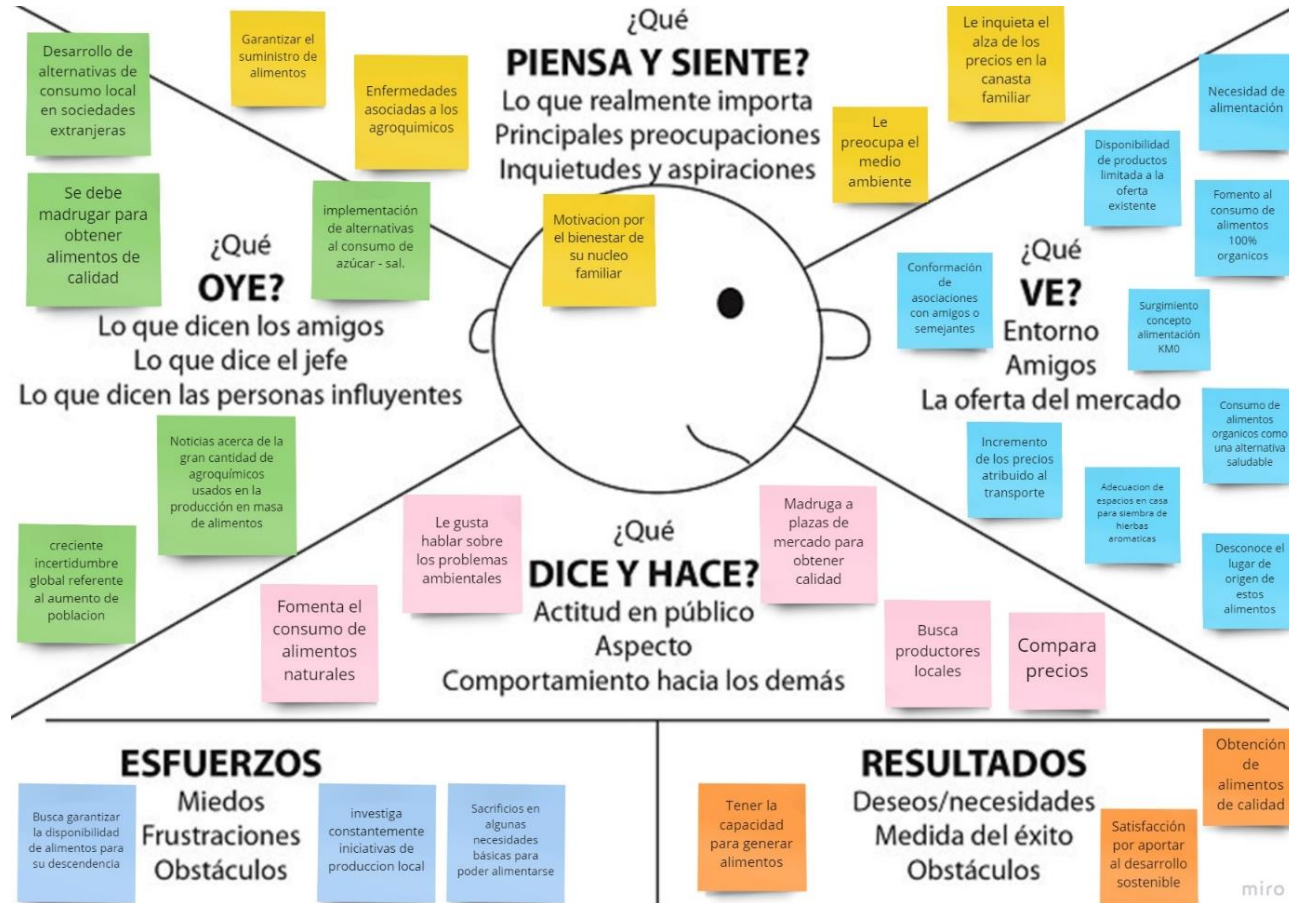 ¿Qué
PIENSA Y SIENTE?
Lo que realmente importa
Principales preocupaciones
Inquietudes y aspiraciones
Garantizar el
suministro de
alimentos
Enfermedades
asociadas a los
agroquimicos
Motivacion por
el bienestar de
su nucleo
familiar
Le
preocupa el
medio
ambiente
Le inquieta el
alza de los
precios en la
canasta
familiar
Desarrollo de
alternativas de
consumo local
en sociedades
extranjeras
Se debe
madrugar para
obtener
alimentos de
calidad
implementación
de alternativas
al consumo de
azúcar - sal.
¿Qué
OYE?
Lo que dicen los amigos
Lo que dice el jefe
Lo que dicen las personas influyentes
Noticias acerca de la
gran cantidad de
agroquímicos
usados en la
producción en masa
de alimentos
creciente
incertidumbre
global referente
al aumento de
poblacion
Necesidad de
alimentación
Disponibilidad
de productos
limitada a la
oferta
existente
Fomento al
consumo de
alimentos
100%
organicos
¿Qué
VE?
Entorno
Amigos
La oferta del mercado
Conformación
de
asociaciones
con amigos o
semejantes
Surgimiento
concepto
alimentación
KM0
Consumo de
alimentos
organicos como
una alternativa
saludable
Incremento
de los precios
atribuido al
transporte
Adecuacion de
espacios en casa
para siembra de
hierbas
aromaticas
Desconoce el
lugar de
origen de
estos
alimentos
¿Qué
DICE Y HACE?
Actitud en público
Aspecto
Comportamiento hacia los demás
Le gusta
hablar sobre
los problemas
ambientales
Fomenta el
consumo de
alimentos
naturales
Madruga a
plazas de
mercado para
obtener
calidad
Busca
productores
locales
Compara
precios
ESFUERZOS
Miedos
Frustraciones
Obstáculos
Busca garantizar
la disponibilidad
de alimentos para
su descendencia
investiga
constantemente
iniciativas de
produccion local
Sacrificios en
algunas
necesidades
básicas para
poder alimentarse
RESULTADOS
Deseos/necesidades
Medida del éxito
Obstáculos
Tener la
capacidad
para generar
alimentos
Satisfacción
por aportar
al desarrollo
sostenible
Obtención
de
alimentos
de calidad
miro